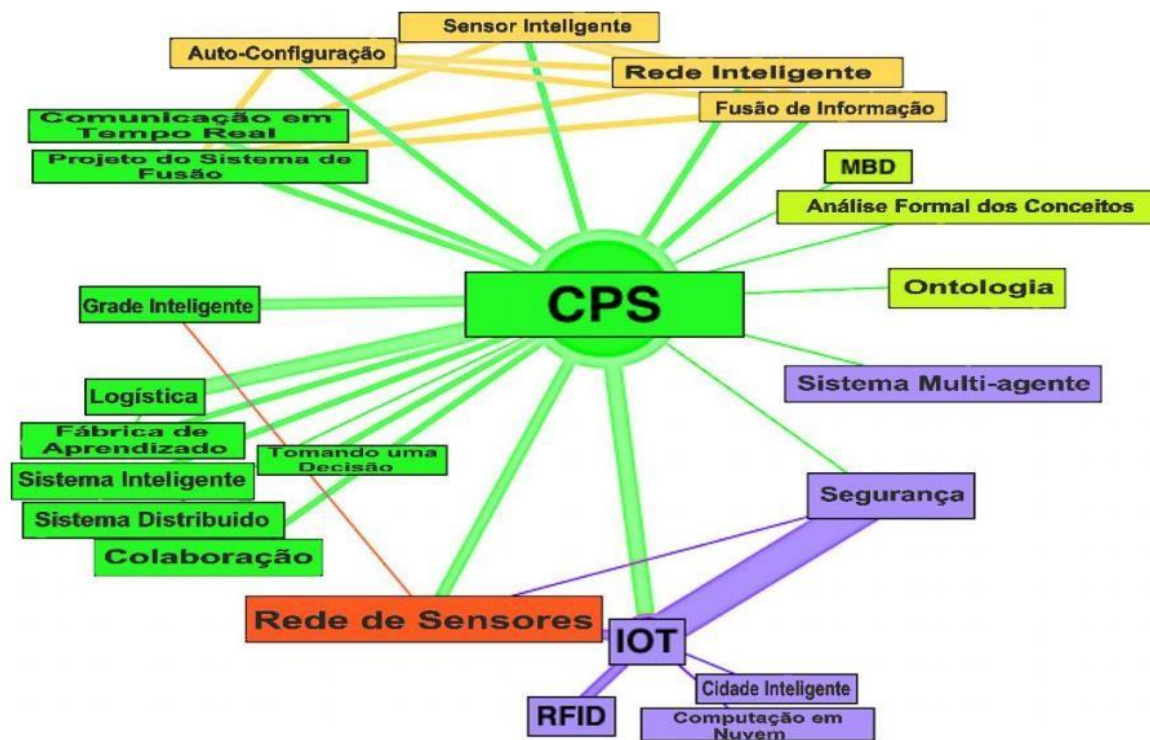 Sensor Inteligente
Auto-Configuração
Rede Inteligente
Fusão de Informação
Comunicação em
Tempo Real
Projeto do Sistema de
Fusão
MBD
Análise Formal dos Conceitos
Ontologia
CPS
Grade Inteligente
Sistema Multi-agente
Logística
Fábrica de
Aprendizado
Tomando uma
Decisão
Sistema Inteligente
Segurança
Sistema Distribuido
Colaboração
Rede de Sensores
IOT
Cidade Inteligente
RFID
Computação em
Nuvem